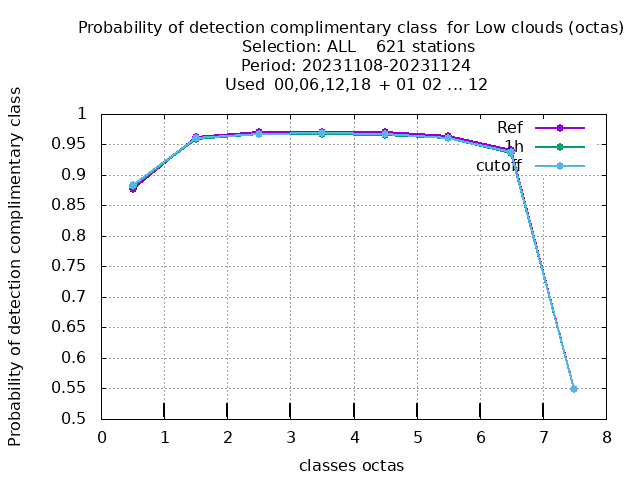 Probability of detection complimentary class  for Low clouds (octas)
Selection: ALL    621 stations
Period: 20231108-20231124
Used  00,06,12,18  + 01 02 ... 12
Probability of detection complimentary class
1
0.95
0.9
0.85
0.8
0.75
0.7
0.65
0.6
0.55
0.5
Ref
1h
cutoff
0 1 2 3 4 5 6 7 8
classes octas